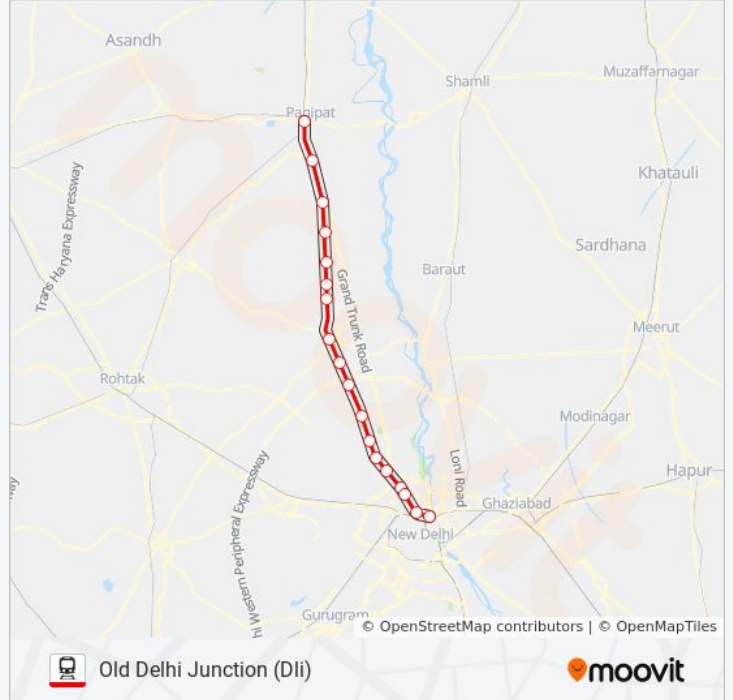 Asandh
Shamli
Muzaffarnagar
Panipat
Khatauli
Trans Haryana Expressway
Sardhana
Baraut
Grand Trunk Road
Meerut
Rohtak
Modinagar
Loni Road
Hapur
hi Western Peripheral Expressway
Ghaziabad
New Delhi
Gurugram
© OpenStreetMap contributors | © OpenMapTiles
Old Delhi Junction (Dli)
moovit